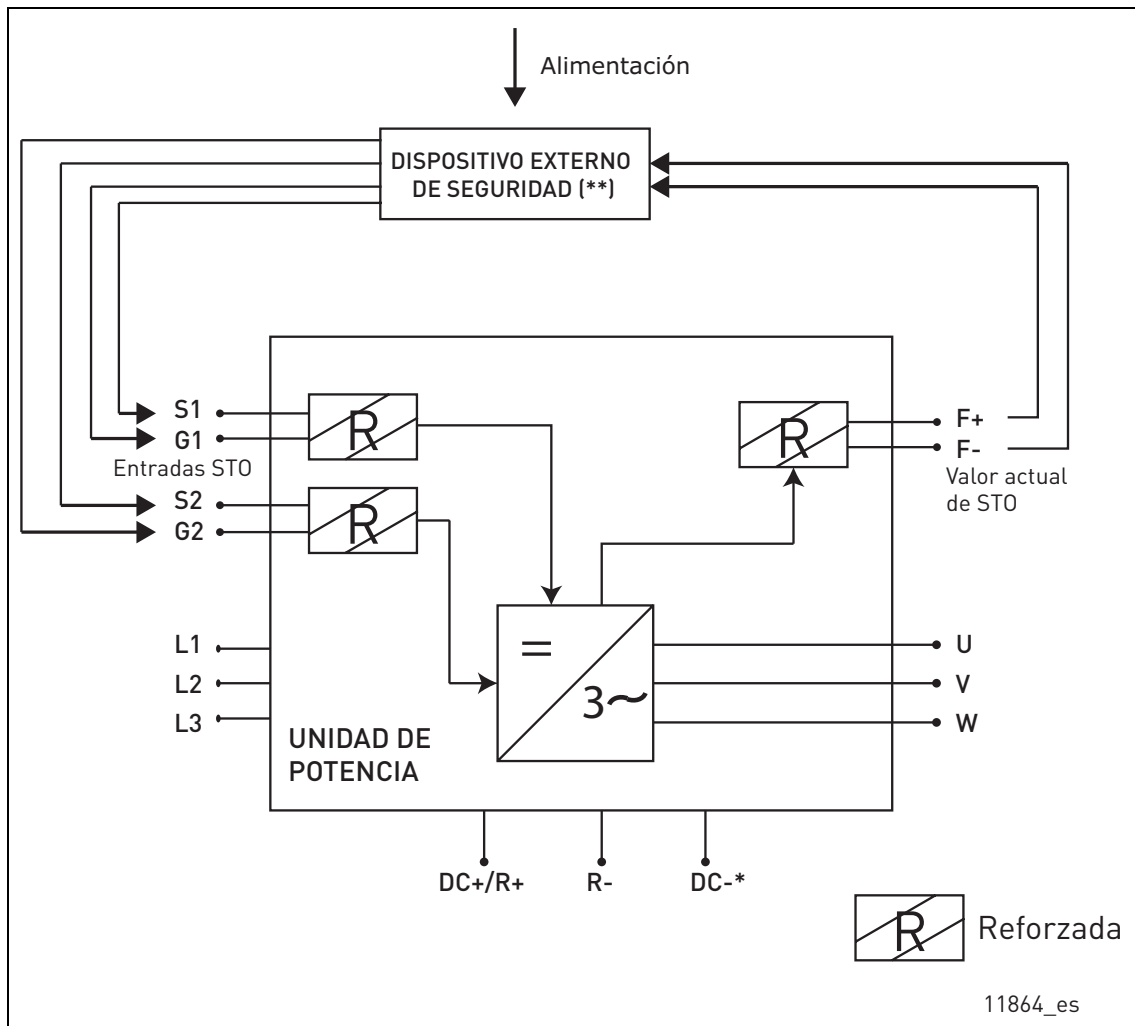 Alimentación
DISPOSITIVO EXTERNO
DE SEGURIDAD (**)
S1
G1
Entradas STO
S2
G2
R
R
R
F+
F-
Valor actual
de STO
L1
L2
L3
=
3~
U
V
W
UNIDAD DE
POTENCIA
DC+/R+
R-
DC-*
R
Reforzada
11864_es